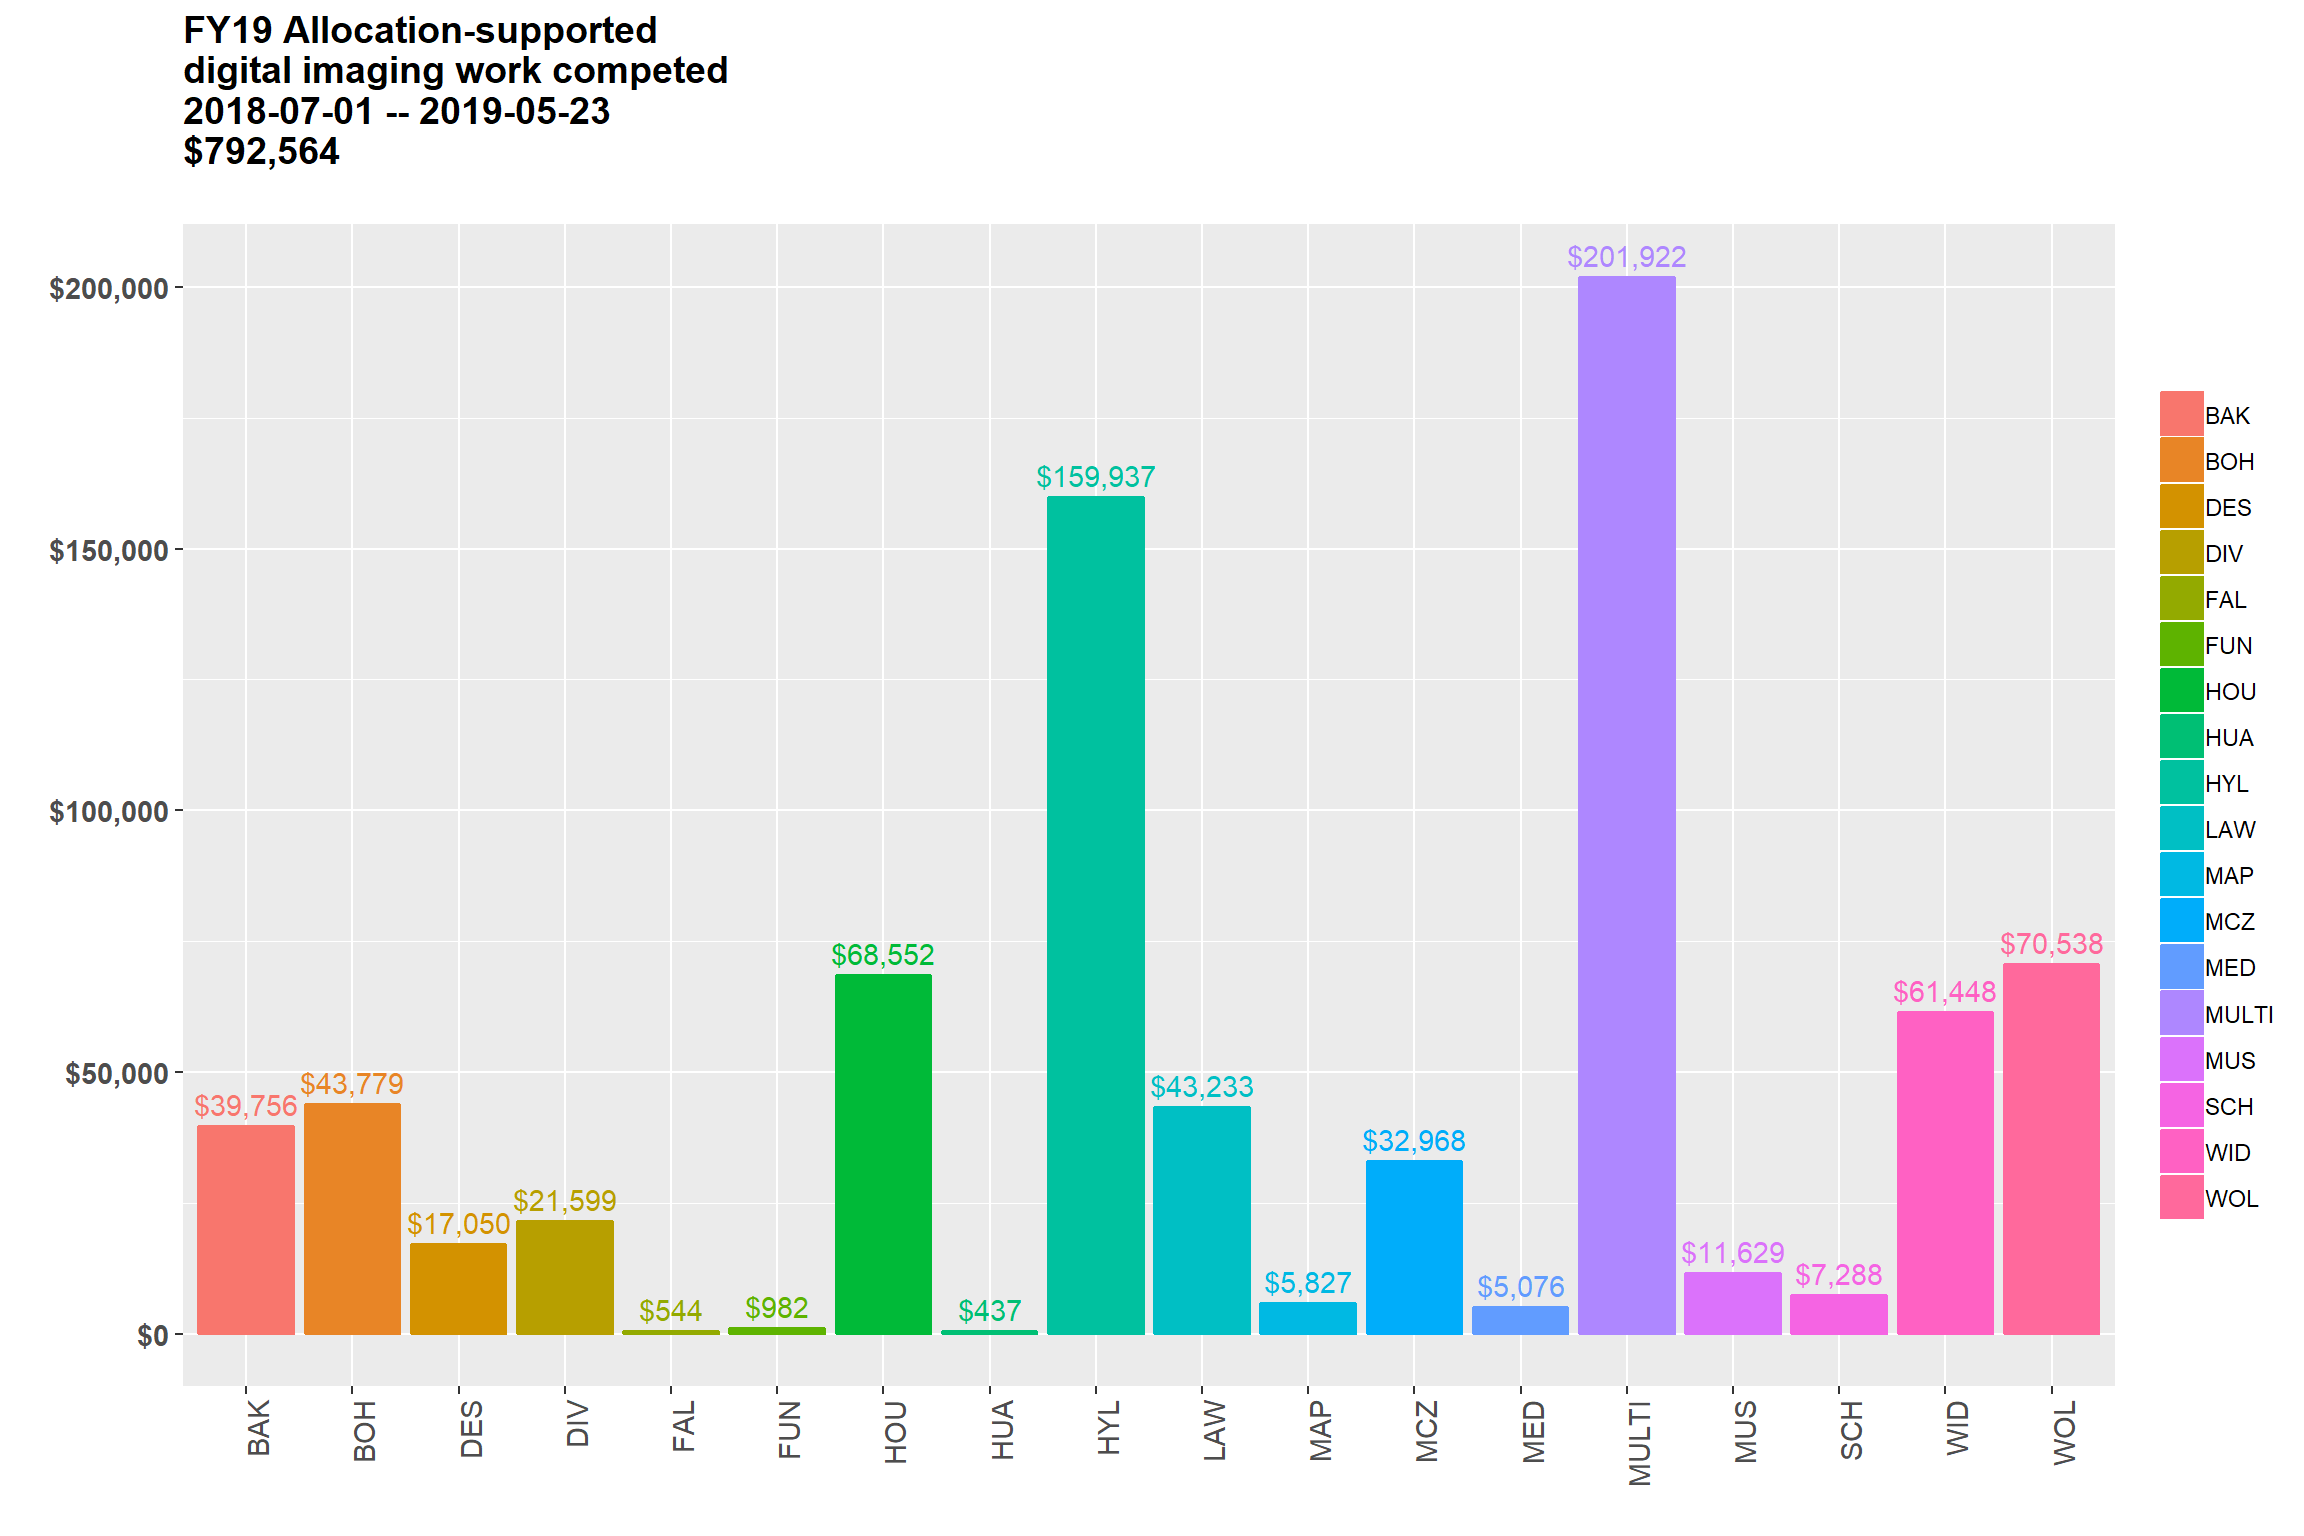 FY19 Allocation-supported
digital imaging work competed
2018-07-01 -- 2019-05-23
$792,564
$200,000
$150,000
$100,000
$50,000
$0
$39,756
$43,779
$17,050
$21,599
$544
$982
$68,552
$437
$159,937
$43,233
$5,827
$32,968
$5,076
$201,922
$11,629
$7,288
$61,448
$70,538
BAK
BOH
DES
DIV
FAL
FUN
HOU
HUA
HYL
LAW
MAP
MCZ
MED
MULTI
MUS
SCH
WID
WOL
BAK
BOH
DES
DIV
FAL
FUN
HOU
HUA
HYL
LAW
MAP
MCZ
MED
MULTI
MUS
SCH
WID
WOL